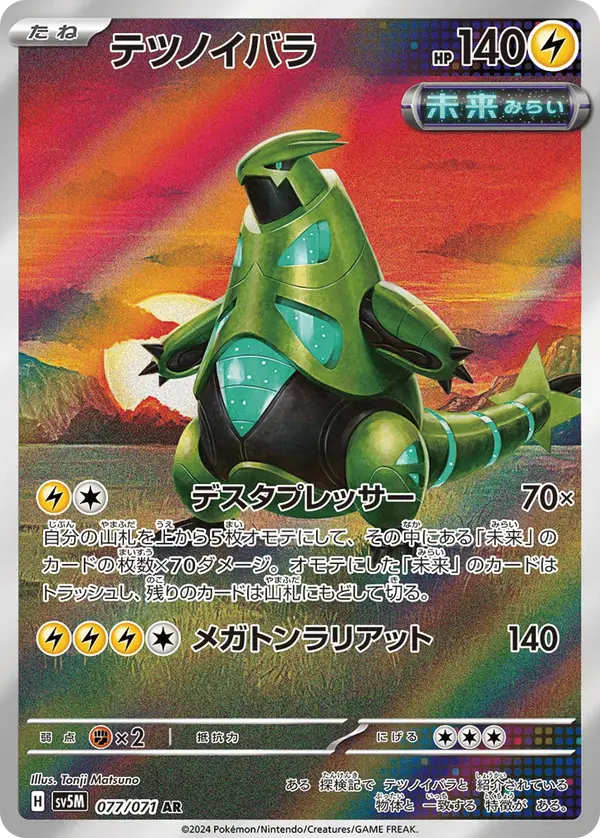 たね テツノイバラ HP 140
未来 みらい
デスタプレッサー 70×
自分の山札を上から5枚オモテにして、その中にある「未来」の
カードの枚数×70ダメージ。オモテにした「未来」のカードは
トラッシュし、残りのカードは山札にもどして切る。
メガトンラリアット 140
弱点 ×2 抵抗力 にげる
Illus. Tonji Matsuno
H sv5M 077/071 AR
ある 探検記で テツノイバラと 紹介されている
物体と 一致する 特徴が ある。
©2024 Pokémon/Nintendo/Creatures/GAME FREAK.